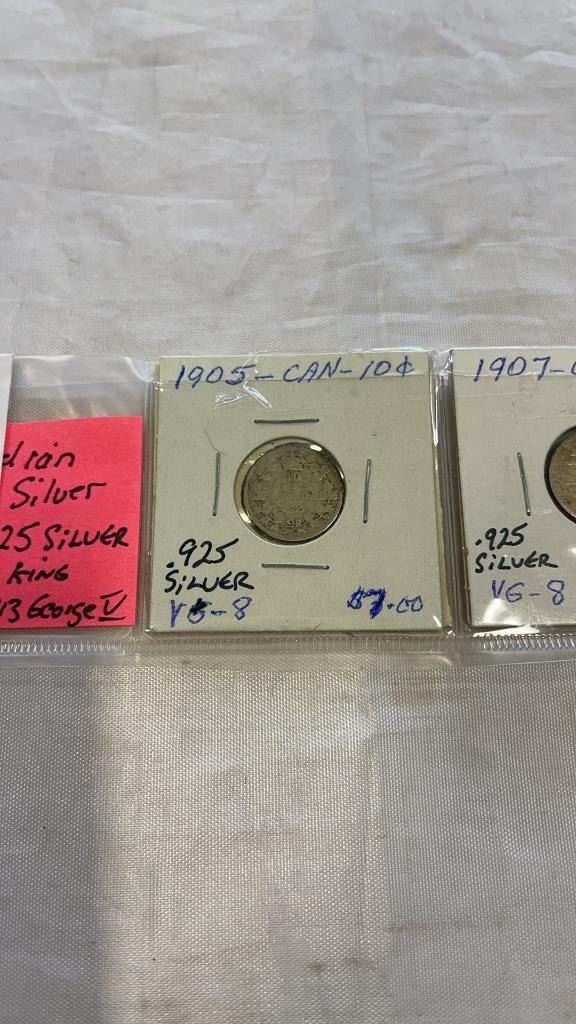 1905-CAN-10¢
.925
SILVER
VG-8
$7.00
Silver
25 SILVER
KING
13 George V
1907-
.925
SILVER
VG-8